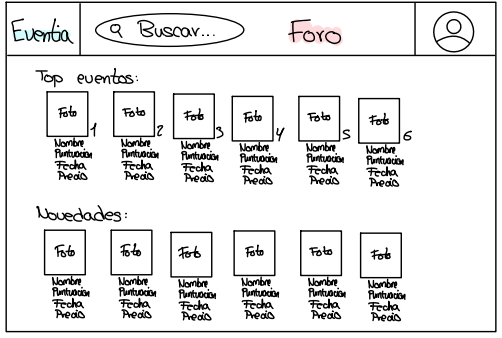 Eventia
Buscar...
Foro
Top eventos:
Foto 1
Foto 2
Foto 3
Foto 4
Foto 5
Foto 6
Nombre Nombre Nombre Nombre Nombre Nombre
Puntuación Puntuación Puntuación Puntuación Puntuación Puntuación
Fecha Fecha Fecha Fecha Fecha Fecha
Precio Precio Precio Precio Precio Precio
Novedades:
Foto Foto Foto Foto Foto Foto
Nombre Nombre Nombre Nombre Nombre Nombre
Puntuación Puntuación Puntuación Puntuación Puntuación Puntuación
Fecha Fecha Fecha Fecha Fecha Fecha
Precio Precio Precio Precio Precio Precio